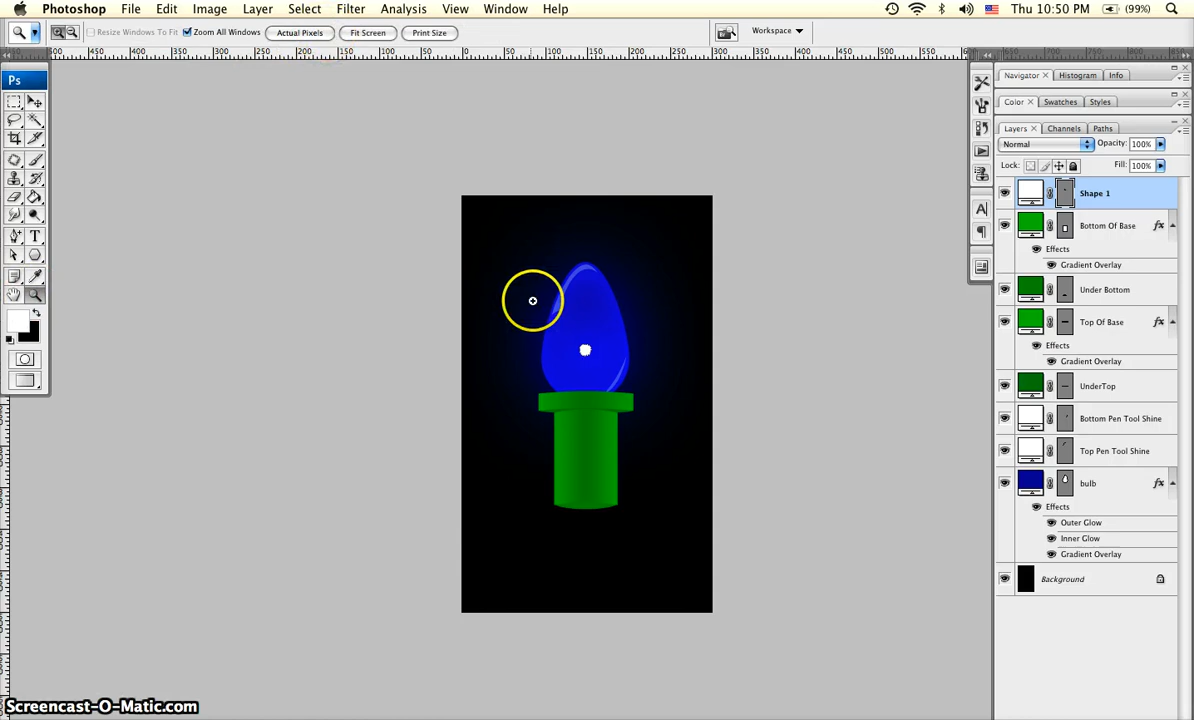 Photoshop File Edit Image Layer Select Filter Analysis View Window Help Thu 10:50 PM (99%)
Resize Windows To Fit Zoom All Windows Actual Pixels Fit Screen Print Size Workspace
Ps
Navigator Histogram Info
Color Swatches Styles
Layers Channels Paths
Normal Opacity: 100%
Lock: Fill: 100%
Shape 1
Bottom Of Base fx
Effects
Gradient Overlay
Under Bottom
Top Of Base fx
Effects
Gradient Overlay
UnderTop
Bottom Pen Tool Shine
Top Pen Tool Shine
bulb fx
Effects
Outer Glow
Inner Glow
Gradient Overlay
Background
Screencast-O-Matic.com